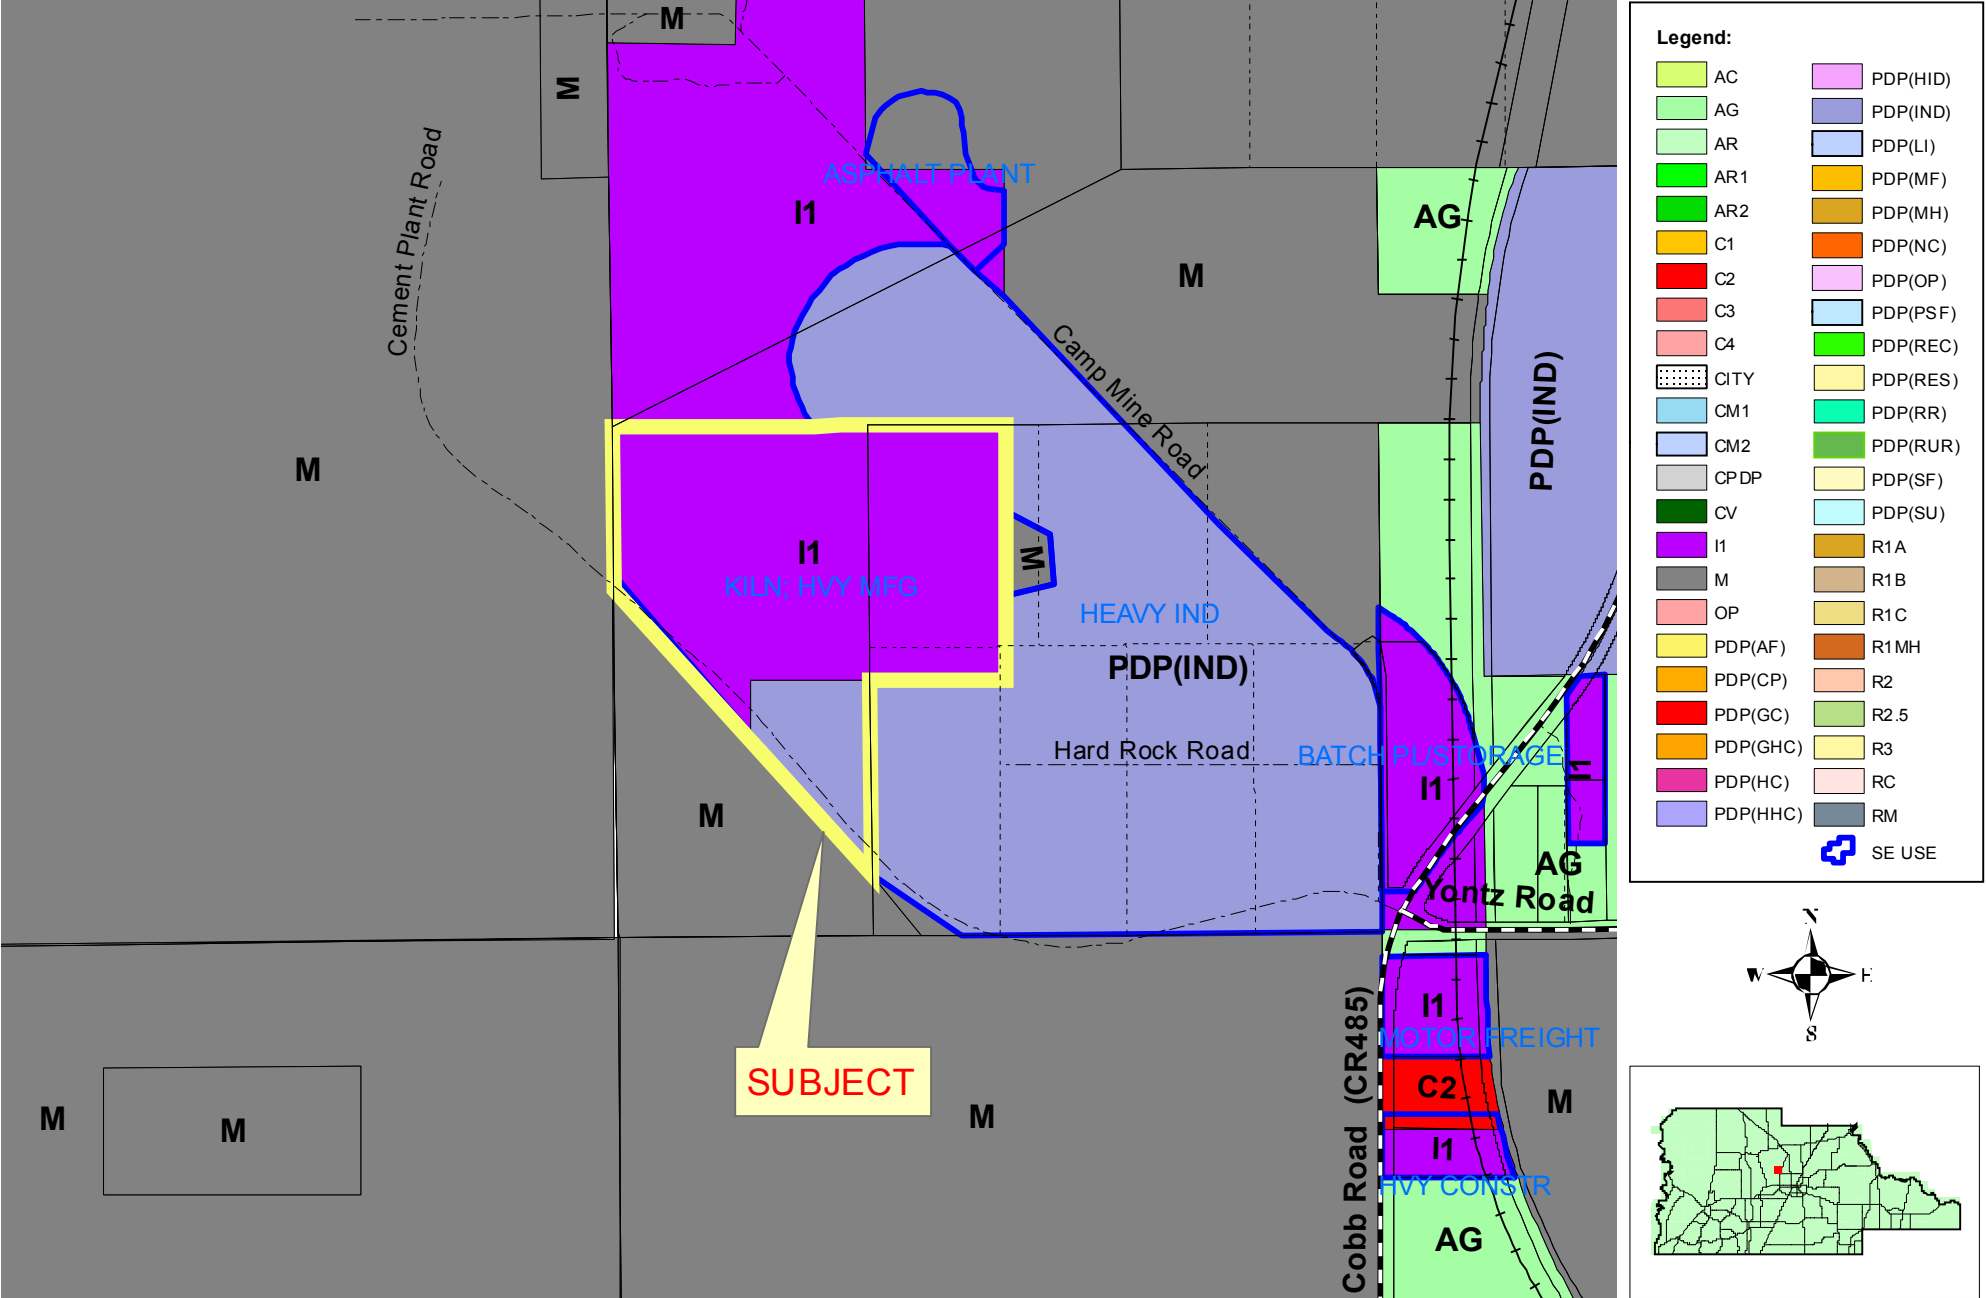 M
M
Cement Plant Road
ASPHALT PLANT
I1
AG
M
Camp Mine Road
PDP(IND)
M
I1
KILN; HVY MFG
M
HEAVY IND
PDP(IND)
Hard Rock Road
BATCH PL/STORAGE
I1
I1
M
AG
Yontz Road
I1
MOTOR FREIGHT
SUBJECT
C2
M
M
M
M
I1
HVY CONSTR
Cobb Road (CR485)
AG
Legend:
AC
AG
AR
AR1
AR2
C1
C2
C3
C4
CITY
CM1
CM2
CPDP
CV
I1
M
OP
PDP(AF)
PDP(CP)
PDP(GC)
PDP(GHC)
PDP(HC)
PDP(HHC)
PDP(HID)
PDP(IND)
PDP(LI)
PDP(MF)
PDP(MH)
PDP(NC)
PDP(OP)
PDP(PSF)
PDP(REC)
PDP(RES)
PDP(RR)
PDP(RUR)
PDP(SF)
PDP(SU)
R1A
R1B
R1C
R1MH
R2
R2.5
R3
RC
RM
SE USE
N
W E
S